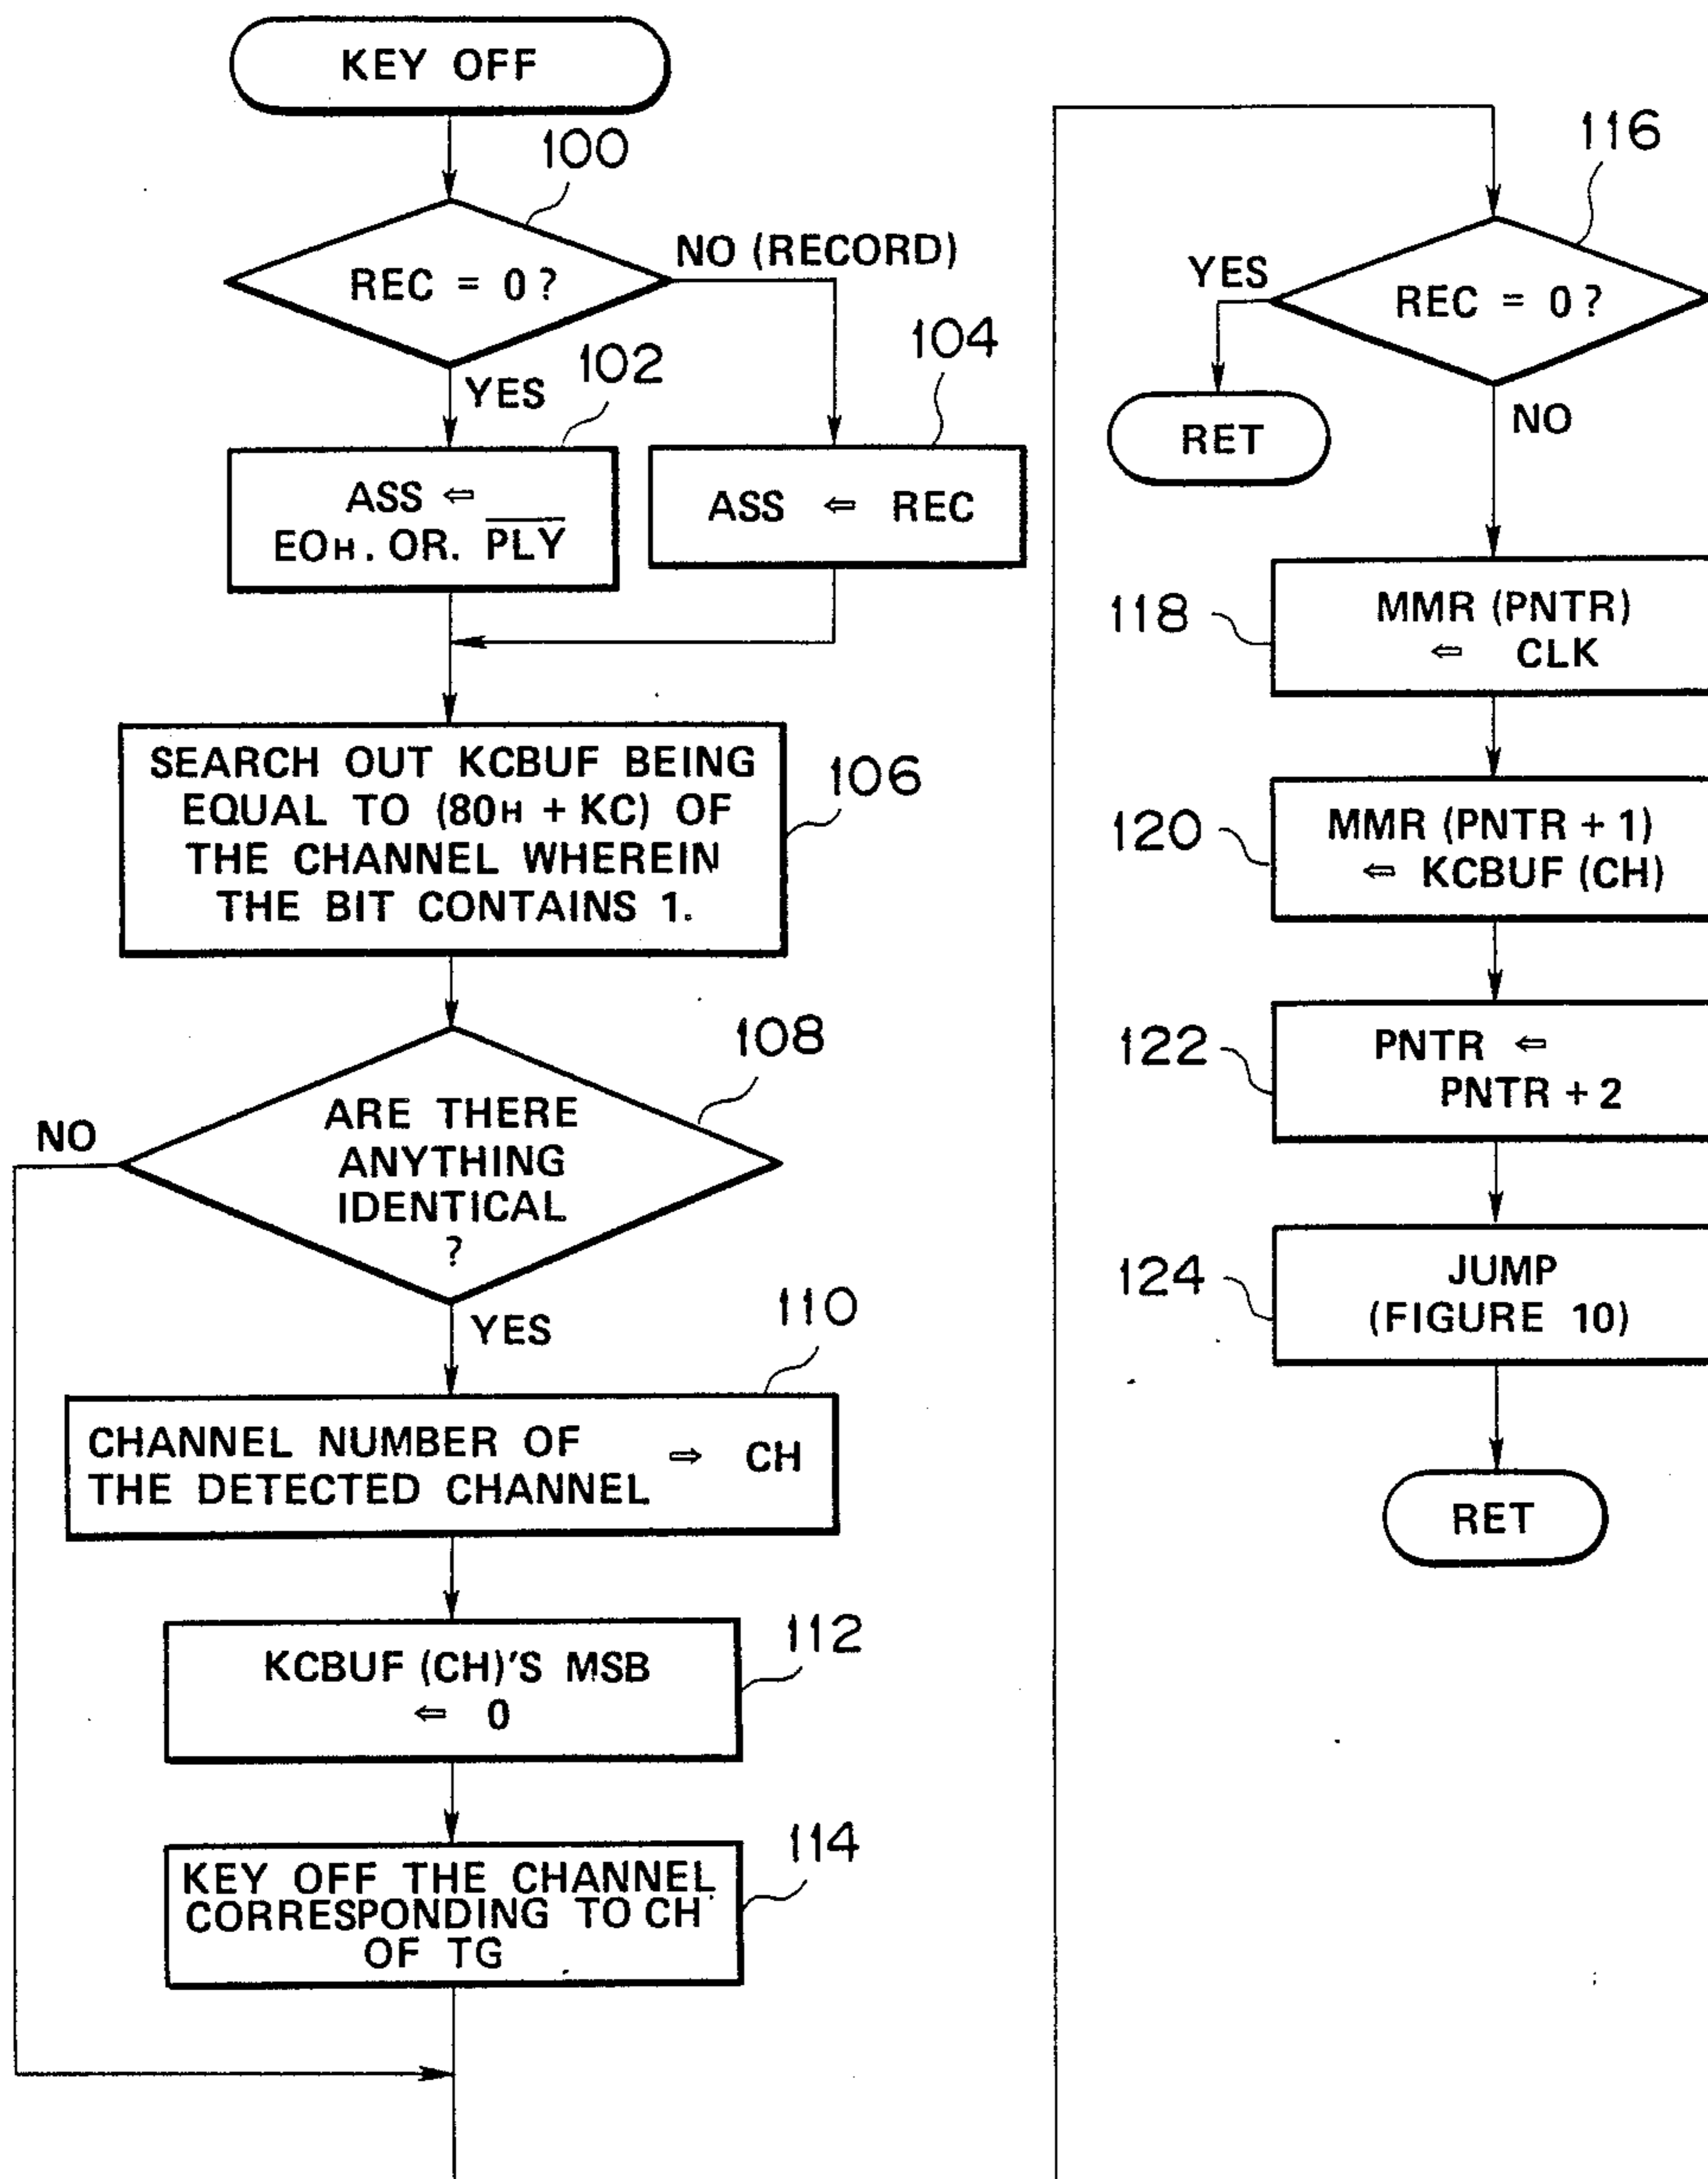 KEY OFF
100
REC = 0 ?
NO (RECORD)
YES
102
104
ASS ⇐
EOH . OR. PLY
ASS ⇐ REC
SEARCH OUT KCBUF BEING
EQUAL TO (80H + KC) OF
THE CHANNEL WHEREIN
THE BIT CONTAINS 1.
106
108
ARE THERE
ANYTHING
IDENTICAL
?
NO
YES
110
CHANNEL NUMBER OF
THE DETECTED CHANNEL ⇒ CH
112
KCBUF (CH)'S MSB
⇐ 0
114
KEY OFF THE CHANNEL
CORRESPONDING TO CH
OF TG
116
REC = 0 ?
YES
RET
NO
118
MMR (PNTR)
⇐ CLK
120
MMR (PNTR + 1)
⇐ KCBUF (CH)
122
PNTR ⇐
PNTR + 2
124
JUMP
(FIGURE 10)
RET